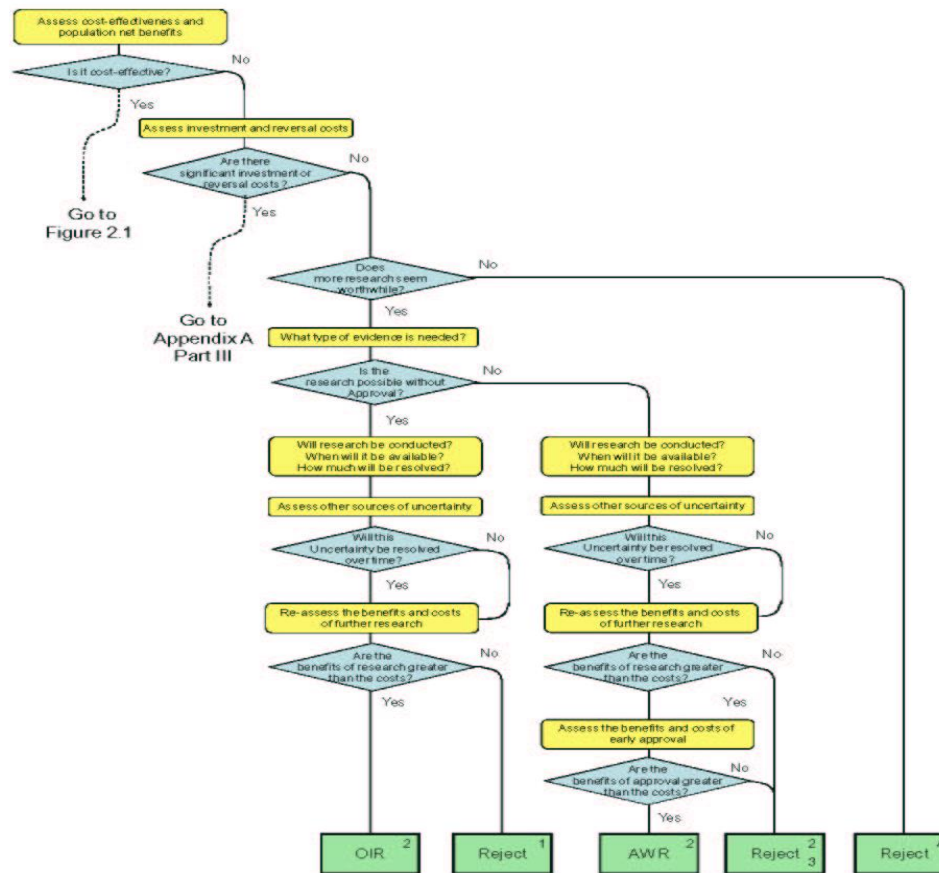 Assess cost-effectiveness and
population net benefits
Is it cost-effective?
No
Yes
Assess investment and reversal costs
Are there
significant investment or
reversal costs?
No
Yes
Go to
Figure 2.1
Does
more research seem
worthwhile?
No
Yes
Go to
Appendix A
Part III
What type of evidence is needed?
Is the
research possible without
Approval?
No
Yes
Will research be conducted?
When will it be available?
How much will be resolved?
Will research be conducted?
When will it be available?
How much will be resolved?
Assess other sources of uncertainty
Assess other sources of uncertainty
Will this
Uncertainty be resolved
over time?
No
Yes
Will this
Uncertainty be resolved
over time?
No
Yes
Re-assess the benefits and costs
of further research
Re-assess the benefits and costs
of further research
Are the
benefits of research greater
than the costs?
No
Yes
Are the
benefits of research greater
than the costs?
No
Yes
Assess the benefits and costs of
early approval
Are the
benefits of approval greater
than the costs?
No
Yes
OIR 2
Reject 1
AWR 2
Reject 2
3
Reject